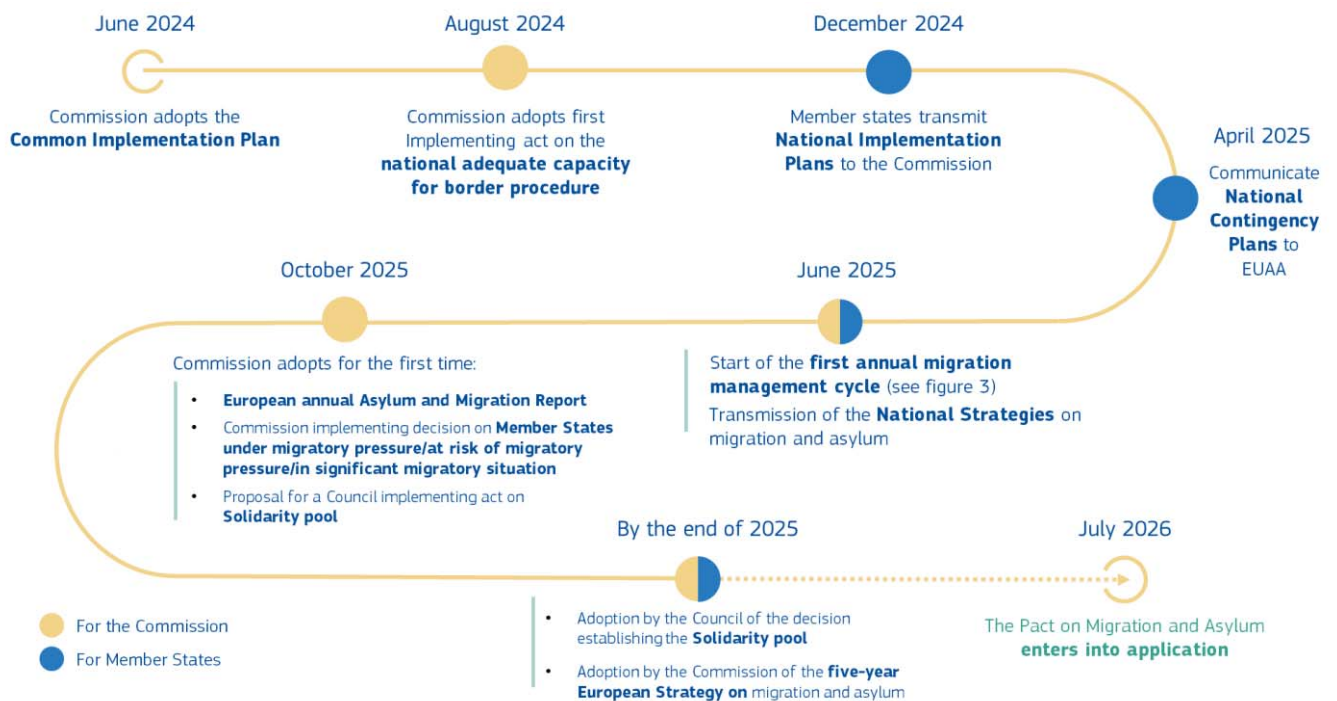 June 2024
Commission adopts the
Common Implementation Plan
August 2024
Commission adopts first
Implementing act on the
national adequate capacity
for border procedure
December 2024
Member states transmit
National Implementation
Plans to the Commission
April 2025
Communicate
National
Contingency
Plans to
EUAA
June 2025
Start of the first annual migration
management cycle (see figure 3)
Transmission of the National Strategies on
migration and asylum
October 2025
Commission adopts for the first time:
• European annual Asylum and Migration Report
• Commission implementing decision on Member States
under migratory pressure/at risk of migratory
pressure/in significant migratory situation
• Proposal for a Council implementing act on
Solidarity pool
By the end of 2025
• Adoption by the Council of the decision
establishing the Solidarity pool
• Adoption by the Commission of the five-year
European Strategy on migration and asylum
July 2026
The Pact on Migration and Asylum
enters into application
For the Commission
For Member States